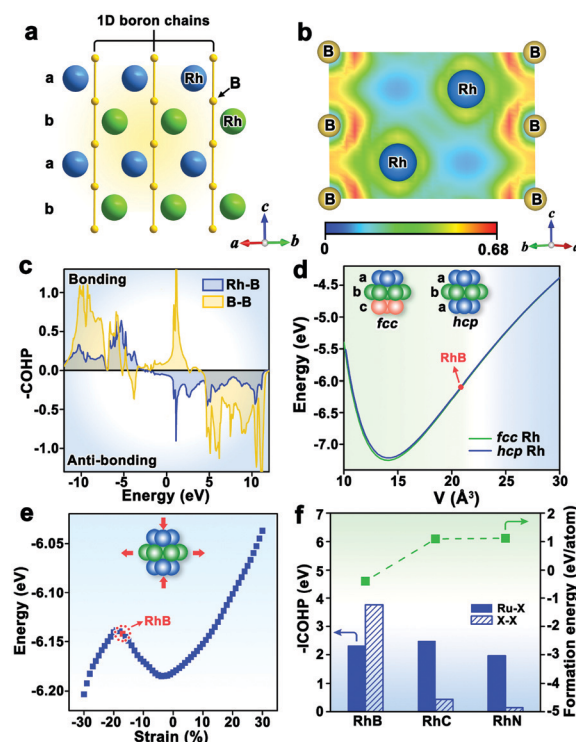 a
1D boron chains
a
Rh
B
b
Rh
a
b
c
a
b
b
B
B
Rh
B
B
Rh
B
B
0
0.68
c
b
a
c
Bonding
Rh-B
B-B
1.0
0.5
0.0
-0.5
-1.0
-COHP
Anti-bonding
-10
-5
0
5
10
Energy (eV)
d
a
b
c
fcc
a
b
a
hcp
RhB
-4.5
-5.0
-5.5
-6.0
-6.5
-7.0
Energy (eV)
fcc Rh
hcp Rh
10
15
20
25
30
V (Å³)
e
-6.05
-6.10
-6.15
-6.20
Energy (eV)
RhB
-30
-20
-10
0
10
20
30
Strain (%)
f
7
6
5
4
3
2
1
0
-ICOHP (eV)
Ru-X
X-X
2
1
0
-1
-2
-3
-4
-5
Formation energy (eV/atom)
RhB
RhC
RhN